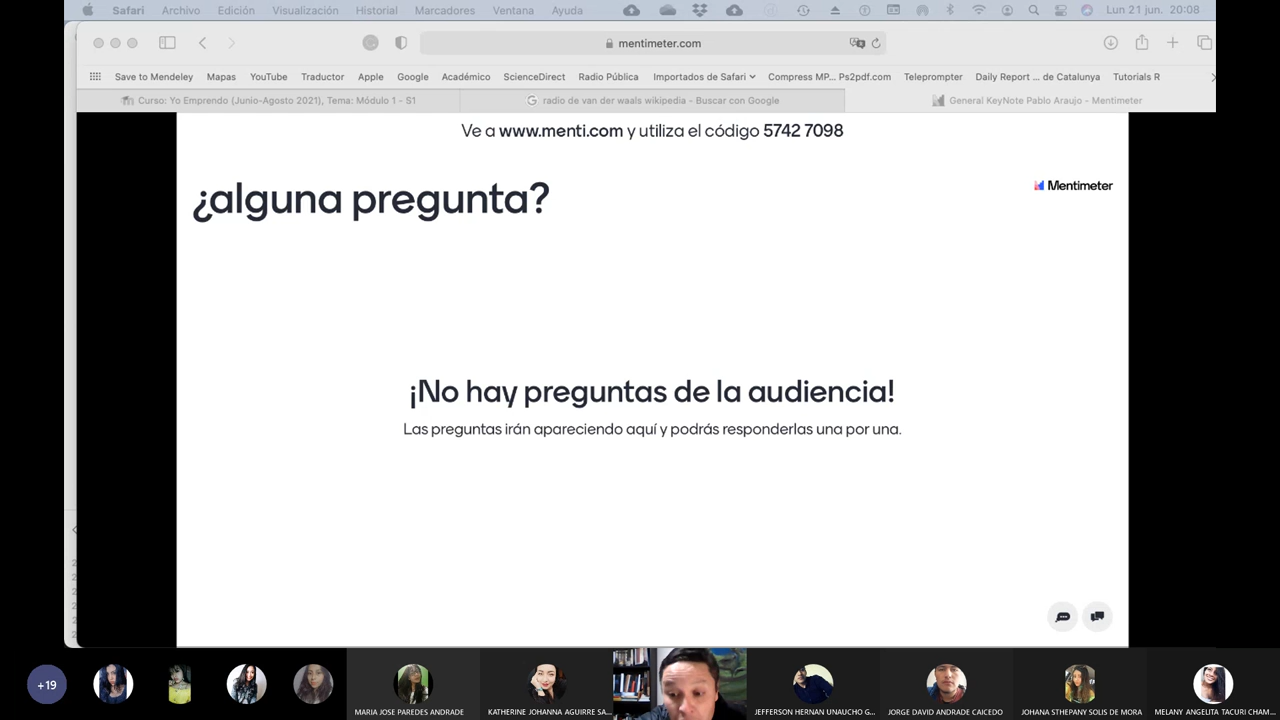 Safari Archivo Edición Visualización Historial Marcadores Ventana Ayuda Lun 21 jun. 20:08
mentimeter.com
Save to Mendeley Mapas YouTube Traductor Apple Google Académico ScienceDirect Radio Pública Importados de Safari Compress MP... Ps2pdf.com Teleprompter Daily Report ... de Catalunya Tutorials R
Curso: Yo Emprendo (Junio-Agosto 2021), Tema: Módulo 1 - S1 radio de van der waals wikipedia - Buscar con Google General KeyNote Pablo Araujo - Mentimeter
Ve a www.menti.com y utiliza el código 5742 7098
¿alguna pregunta?
Mentimeter
¡No hay preguntas de la audiencia!
Las preguntas irán apareciendo aquí y podrás responderlas una por una.
+19
MARIA JOSE PAREDES ANDRADE KATHERINE JOHANNA AGUIRRE SA... JEFFERSON HERNAN UNAUCHO G... JORGE DAVID ANDRADE CAICEDO JOHANA STHEPANY SOLIS DE MORA MELANY ANGELITA TACURI CHAM...